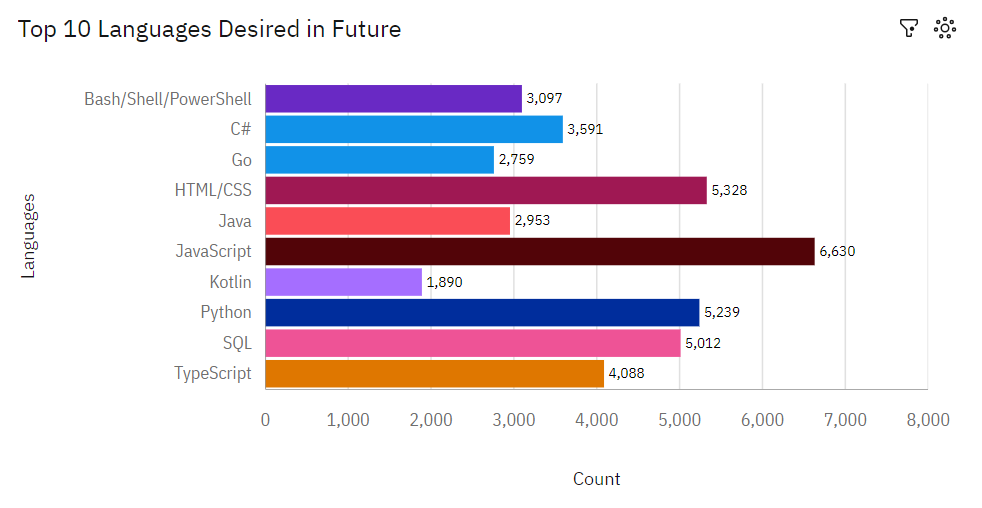 Top 10 Languages Desired in Future
Languages
Bash/Shell/PowerShell 3,097
C# 3,591
Go 2,759
HTML/CSS 5,328
Java 2,953
JavaScript 6,630
Kotlin 1,890
Python 5,239
SQL 5,012
TypeScript 4,088
0 1,000 2,000 3,000 4,000 5,000 6,000 7,000 8,000
Count